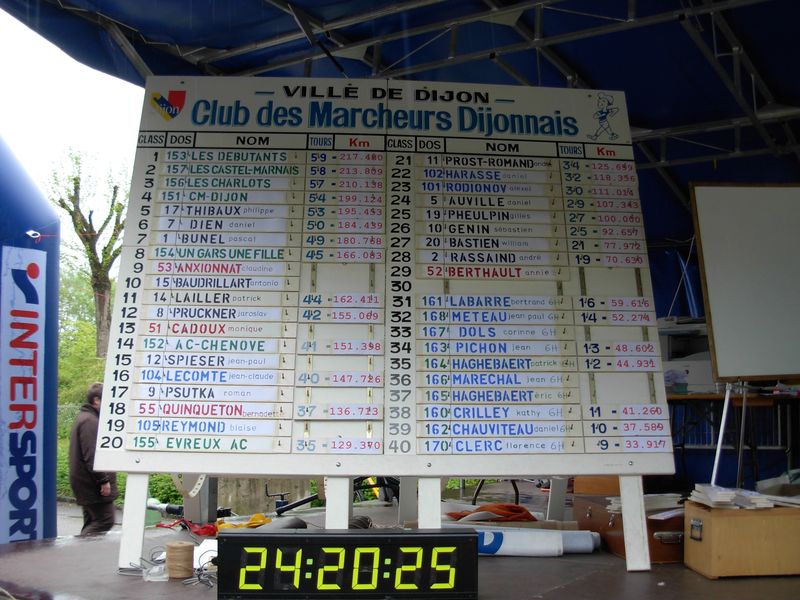 VILLE DE DIJON
Club des Marcheurs Dijonnais
CLASST DOS NOM TOURS Km
1 153 LES DEBUTANTS 59 217.480
2 157 LES CASTEL-MARNAIS 58 213.809
3 156 LES CHARLOTS 57 210.138
4 151 CM-DIJON 54 199.124
5 17 THIBAUX philippe 53 195.453
6 7 DIEN daniel 50 184.439
7 1 BUNEL pascal 49 180.768
8 154 UN GARS UNE FILLE 45 166.083
9 53 ANXIONNAT claudine
10 15 BAUDRILLART antonio
11 14 LAILLER patrick 44 162.411
12 8 PRUCKNER jaroslav 42 155.069
13 51 CADOUX monique
14 152 AC-CHENOVE 41 151.398
15 12 SPIESER jean-paul
16 104 LECOMTE jean-claude 40 147.726
17 9 PSUTKA roman
18 55 QUINQUETON bernadette 37 136.713
19 105 REYMOND blaise
20 155 EVREUX AC 35 129.370
CLASST DOS NOM TOURS Km
21 11 PROST-ROMAND 34 125.699
22 102 HARASSE daniel 32 118.356
23 101 RODIONOV alexei 30 111.014
24 5 AUVILLE daniel 29 107.343
25 19 PHEULPIN gilles 27 100.000
26 10 GENIN sébastien 25 92.657
27 20 BASTIEN william 21 77.972
28 2 RASSAIND andré 19 70.630
29 52 BERTHAULT annie
30
31 161 LABARRE bertrand 6H 16 59.616
32 168 METEAU jean paul 6H 14 52.274
33 167 DOLS corinne 6H
34 163 PICHON jean 6H 13 48.602
35 164 HAGHEBAERT patrick 6H 12 44.931
36 166 MARECHAL jean 6H
37 165 HAGHEBAERT eric 6H
38 160 CRILLEY kathy 6H 11 41.260
39 162 CHAUVITEAU daniel 6H 10 37.589
40 170 CLERC florence 6H 9 33.917
INTERSPORT
24:20:25